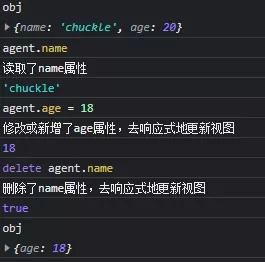 obj
▶{name: 'chuckle', age: 20}
agent.name
读取了name属性
'chuckle'
agent.age = 18
修改或新增了age属性，去响应式地更新视图
18
delete agent.name
删除了name属性，去响应式地更新视图
true
obj
▶{age: 18}